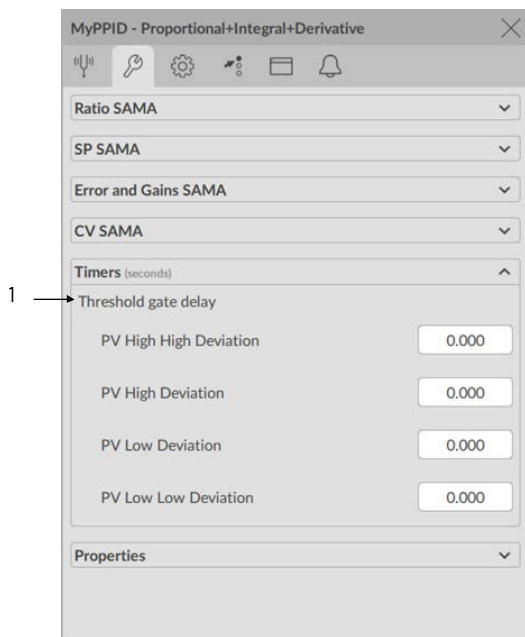 MyPPID - Proportional+Integral+Derivative
Ratio SAMA
SP SAMA
Error and Gains SAMA
CV SAMA
Timers (seconds)
1
Threshold gate delay
PV High High Deviation 0.000
PV High Deviation 0.000
PV Low Deviation 0.000
PV Low Low Deviation 0.000
Properties